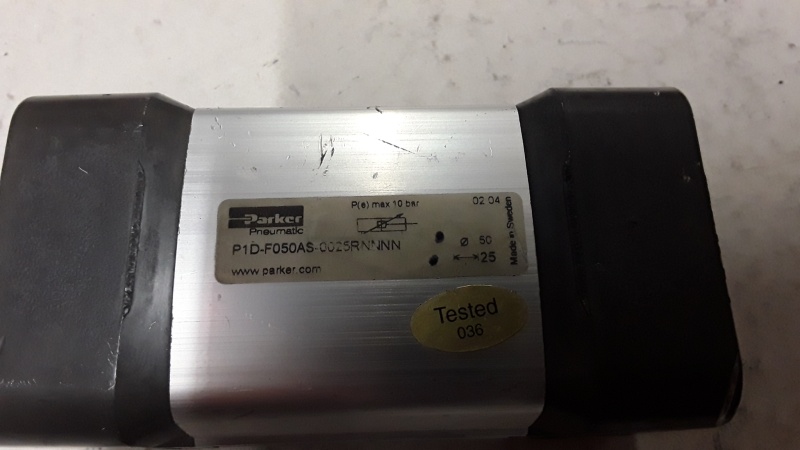 Parker
Pneumatic
P(e) max 10 bar
02 04
P1D-F050AS-0025RNNNN
Ø 50
25
www.parker.com
Made in Sweden
Tested
036